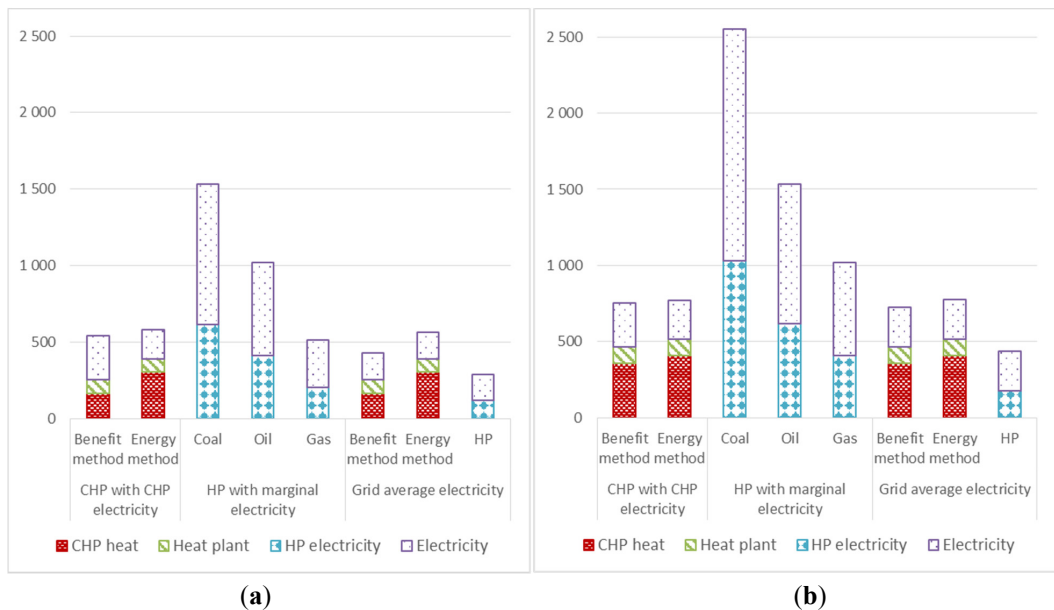 2 500
2 000
1 500
1 000
500
0
Benefit method
Energy method
Coal
Oil
Gas
Benefit method
Energy method
HP
CHP with CHP electricity
HP with marginal electricity
Grid average electricity
CHP heat
Heat plant
HP electricity
Electricity
(a)
2 500
2 000
1 500
1 000
500
0
Benefit method
Energy method
Coal
Oil
Gas
Benefit method
Energy method
HP
CHP with CHP electricity
HP with marginal electricity
Grid average electricity
CHP heat
Heat plant
HP electricity
Electricity
(b)